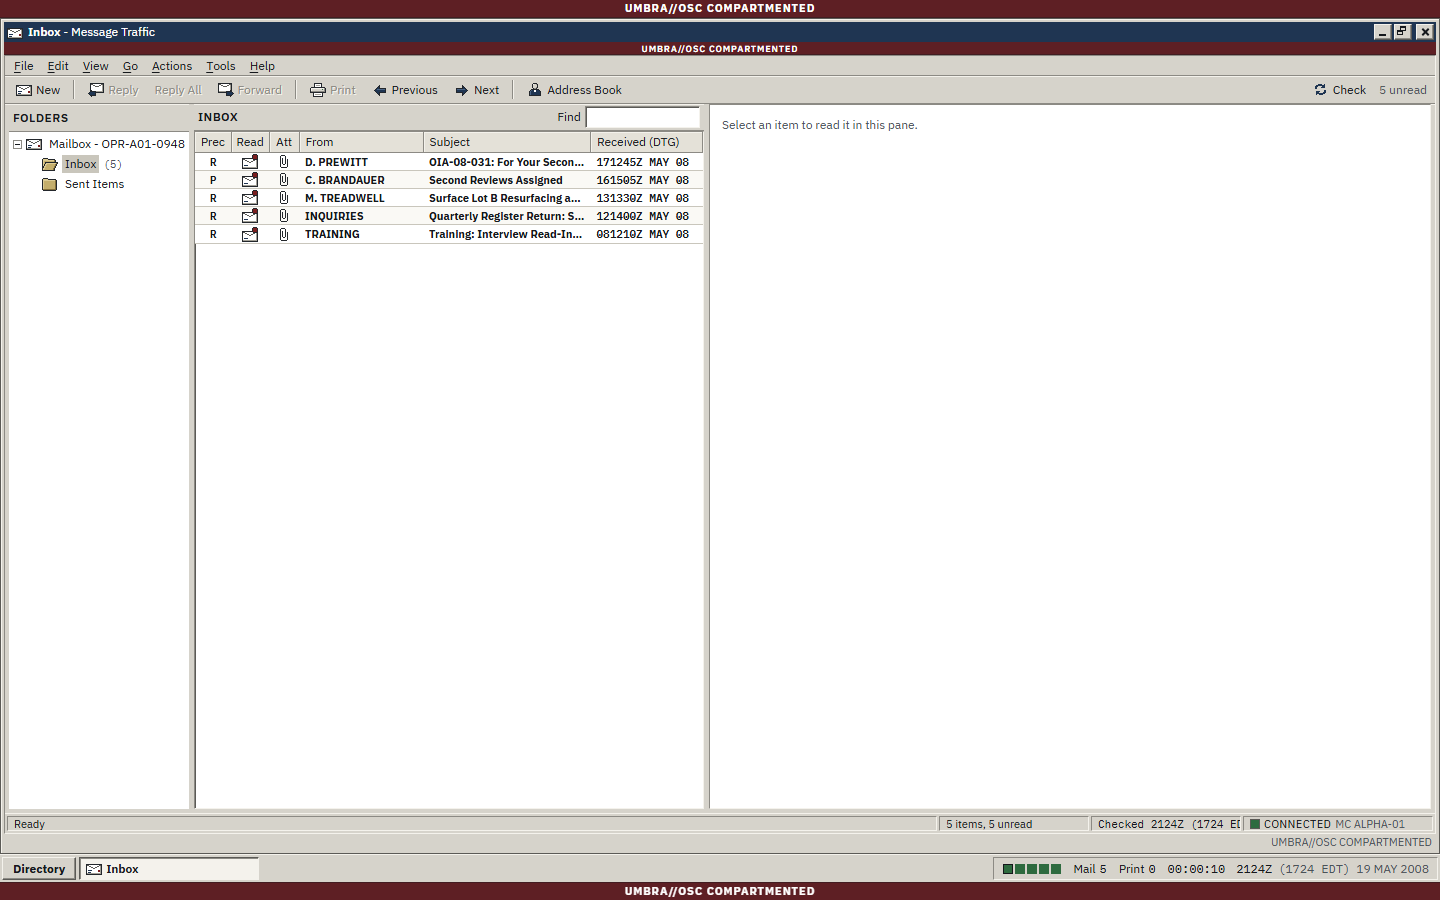 UMBRA//OSC COMPARTMENTED
Inbox - Message Traffic
UMBRA//OSC COMPARTMENTED
File Edit View Go Actions Tools Help
New Reply Reply All Forward Print Previous Next Address Book Check 5 unread
FOLDERS
Mailbox - OPR-A01-0948
Inbox (5)
Sent Items
INBOX Find
Prec Read Att From Subject Received (DTG)
R D. PREWITT OIA-08-031: For Your Secon... 171245Z MAY 08
P C. BRANDAUER Second Reviews Assigned 161505Z MAY 08
R M. TREADWELL Surface Lot B Resurfacing a... 131330Z MAY 08
R INQUIRIES Quarterly Register Return: S... 121400Z MAY 08
R TRAINING Training: Interview Read-In... 081210Z MAY 08
Select an item to read it in this pane.
Ready 5 items, 5 unread Checked 2124Z (1724 ED CONNECTED MC ALPHA-01
UMBRA//OSC COMPARTMENTED
Directory Inbox Mail 5 Print 0 00:00:10 2124Z (1724 EDT) 19 MAY 2008
UMBRA//OSC COMPARTMENTED